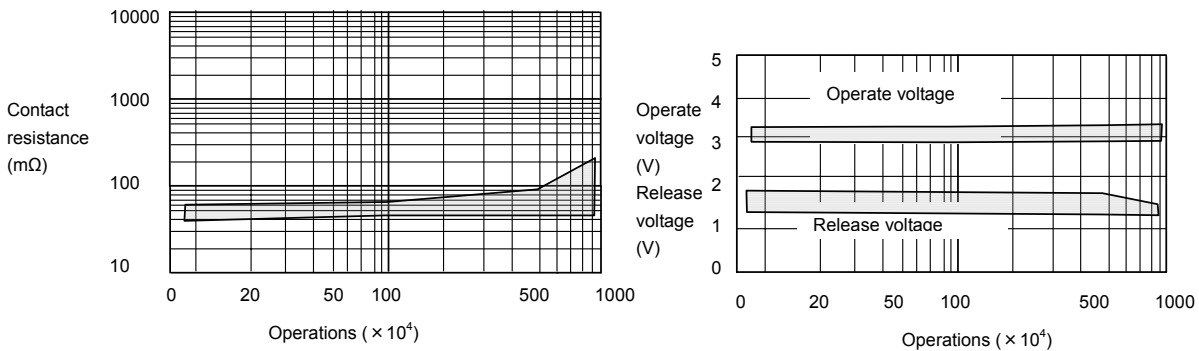 10000
1000
100
10
Contact
resistance
(mΩ)
0 20 50 100 500 1000
Operations ( × 10⁴)
5
4
3
2
1
0
Operate
voltage
(V)
Release
voltage
(V)
Operate voltage
Release voltage
0 20 50 100 500 1000
Operations ( × 10⁴)